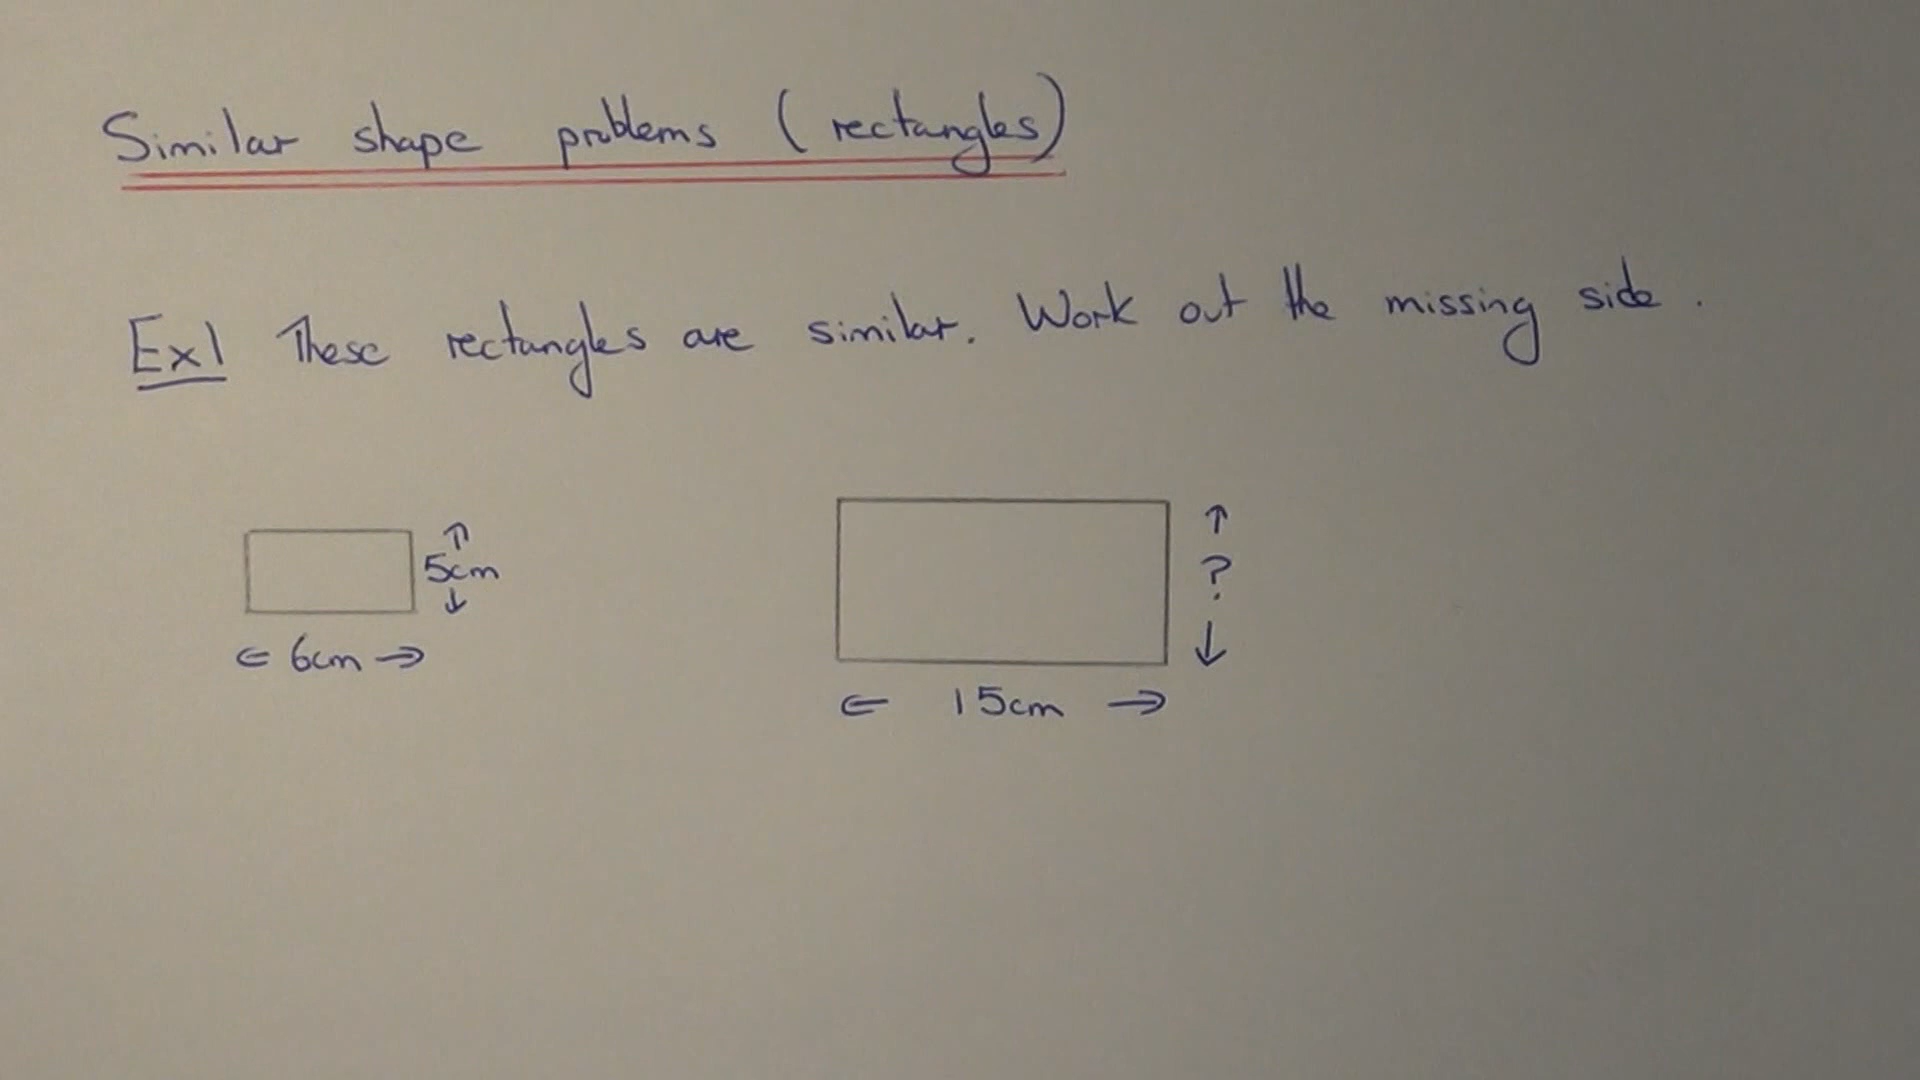 Similar shape problems (rectangles)
Ex1 These rectangles are similar. Work out the missing side.
↑
5cm
↓
← 6cm →
↑
?
↓
← 15cm →